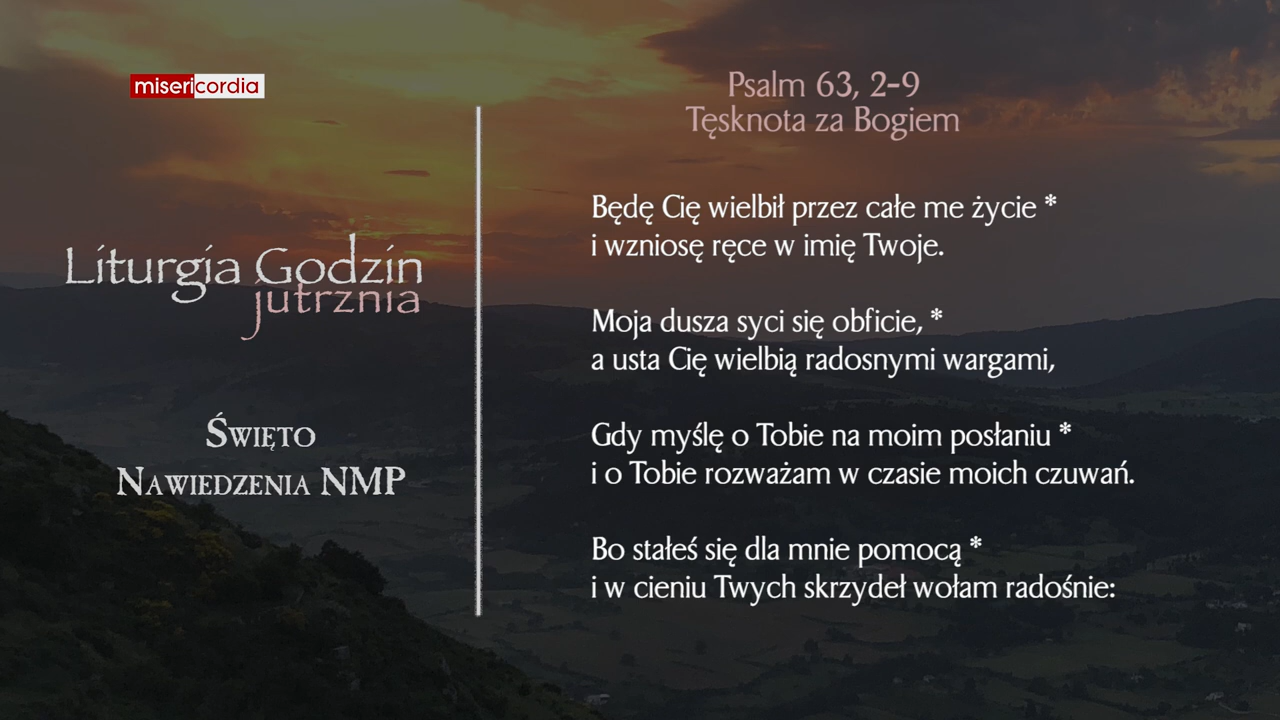 misericordia
Liturgia Godzin
jutrznia
Święto
Nawiedzenia NMP
Psalm 63, 2-9
Tęsknota za Bogiem
Będę Cię wielbił przez całe me życie *
i wzniosę ręce w imię Twoje.
Moja dusza syci się obficie, *
a usta Cię wielbią radosnymi wargami,
Gdy myślę o Tobie na moim posłaniu *
i o Tobie rozważam w czasie moich czuwań.
Bo stałeś się dla mnie pomocą *
i w cieniu Twych skrzydeł wołam radośnie: